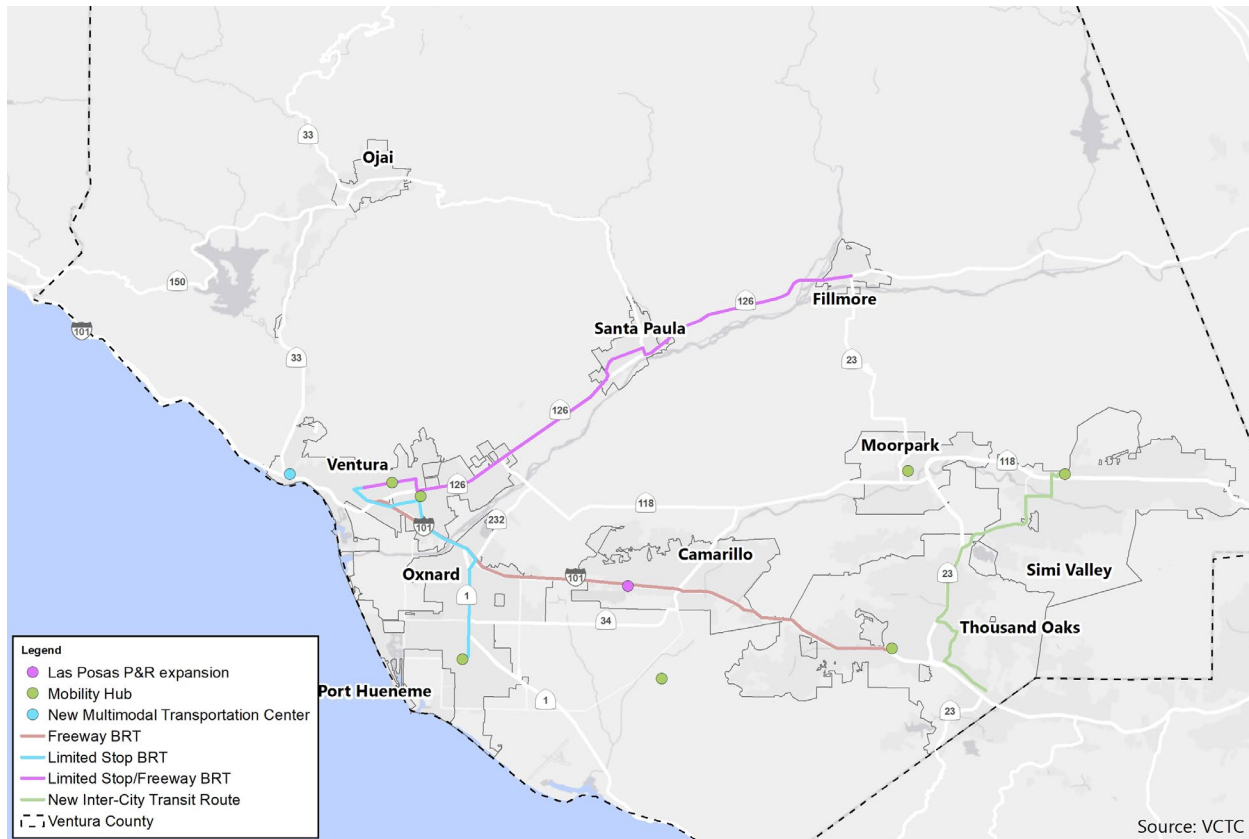 33
Ojai
150
126
Fillmore
Santa Paula
101
33
23
126
Moorpark
Ventura
118
126
232
101
118
Camarillo
Oxnard
101
23
Simi Valley
1
34
Thousand Oaks
Port Hueneme
1
23
Legend
Las Posas P&R expansion
Mobility Hub
New Multimodal Transportation Center
Freeway BRT
Limited Stop BRT
Limited Stop/Freeway BRT
New Inter-City Transit Route
Ventura County
Source: VCTC